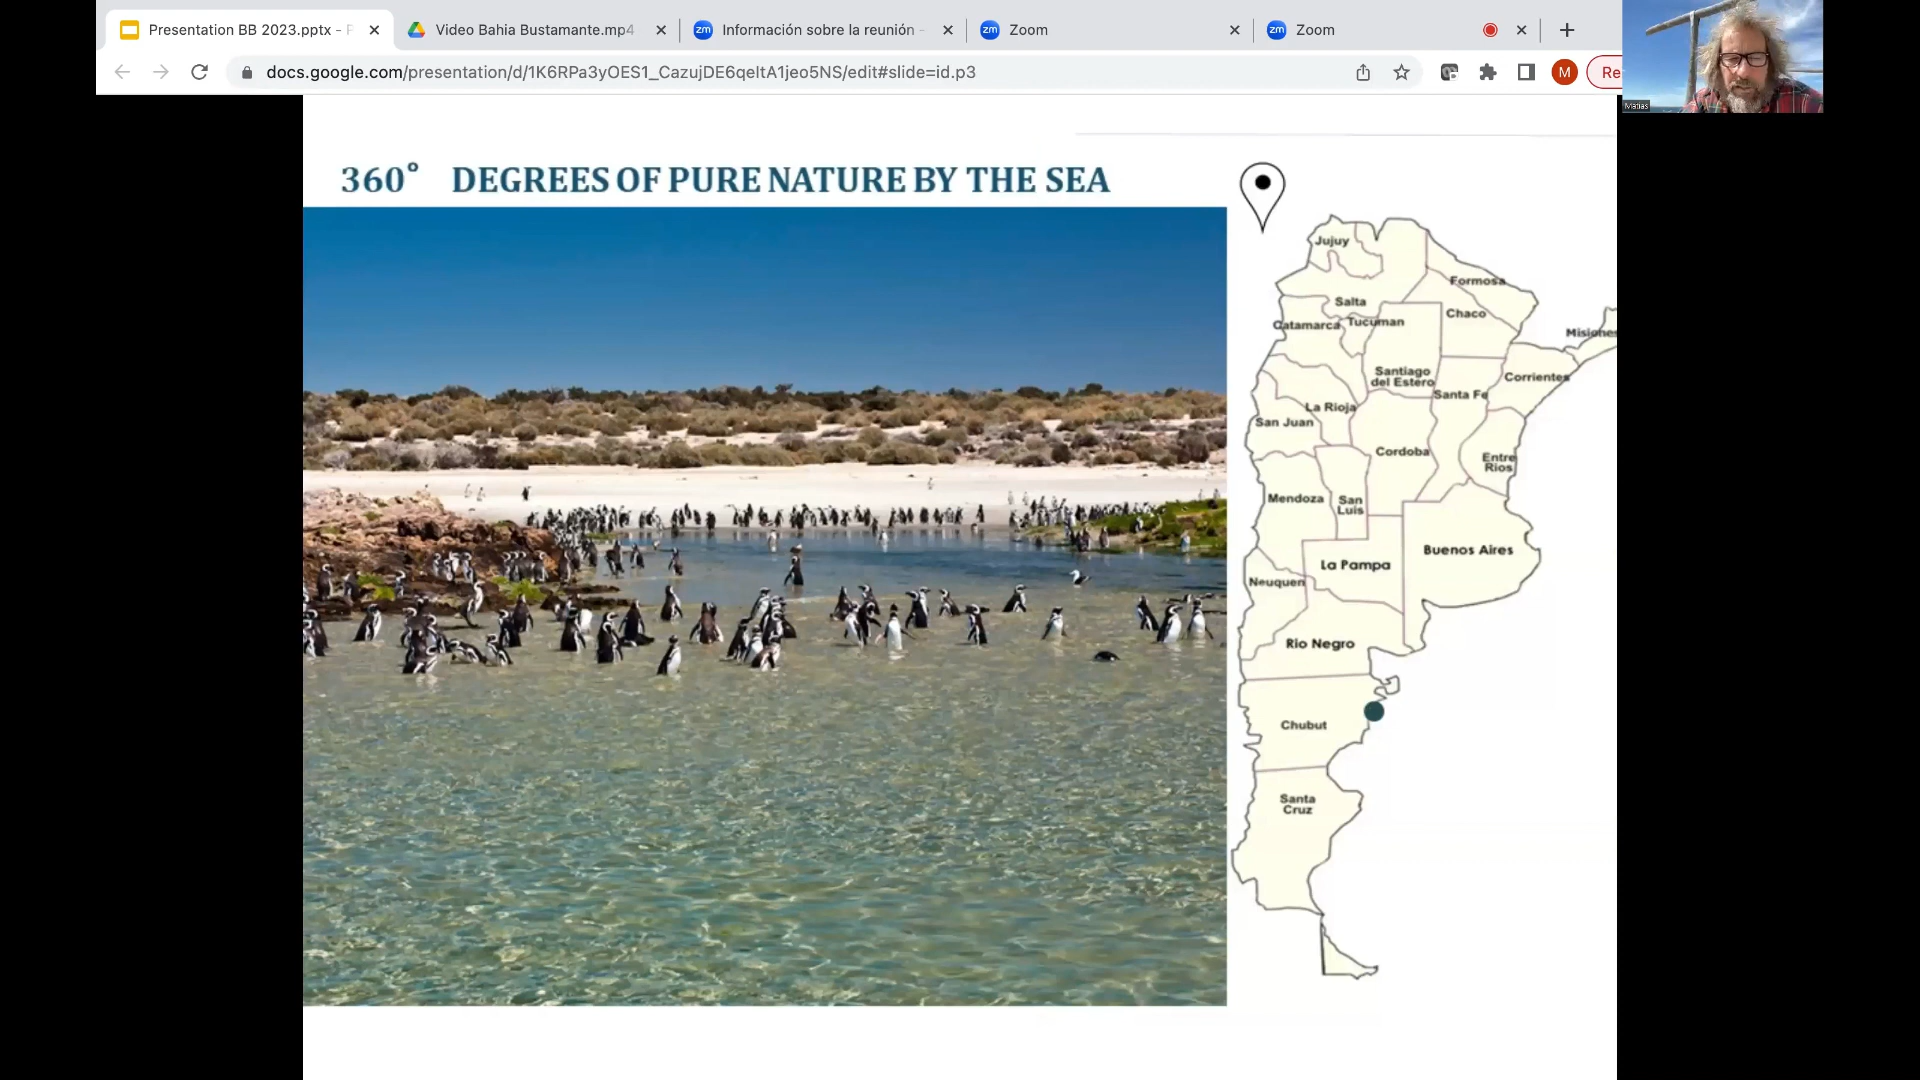 Presentation BB 2023.pptx - P
Video Bahia Bustamante.mp4
Información sobre la reunión -
Zoom
Zoom
docs.google.com/presentation/d/1K6RPa3yOES1_CazujDE6qeltA1jeo5NS/edit#slide=id.p3
M
Re
Matias
360° DEGREES OF PURE NATURE BY THE SEA
Jujuy
Formosa
Salta
Chaco
Catamarca
Tucuman
Misiones
Santiago
del Estero
Corrientes
Santa Fe
La Rioja
San Juan
Cordoba
Entre
Rios
Mendoza
San
Luis
Buenos Aires
La Pampa
Neuquen
Rio Negro
Chubut
Santa
Cruz